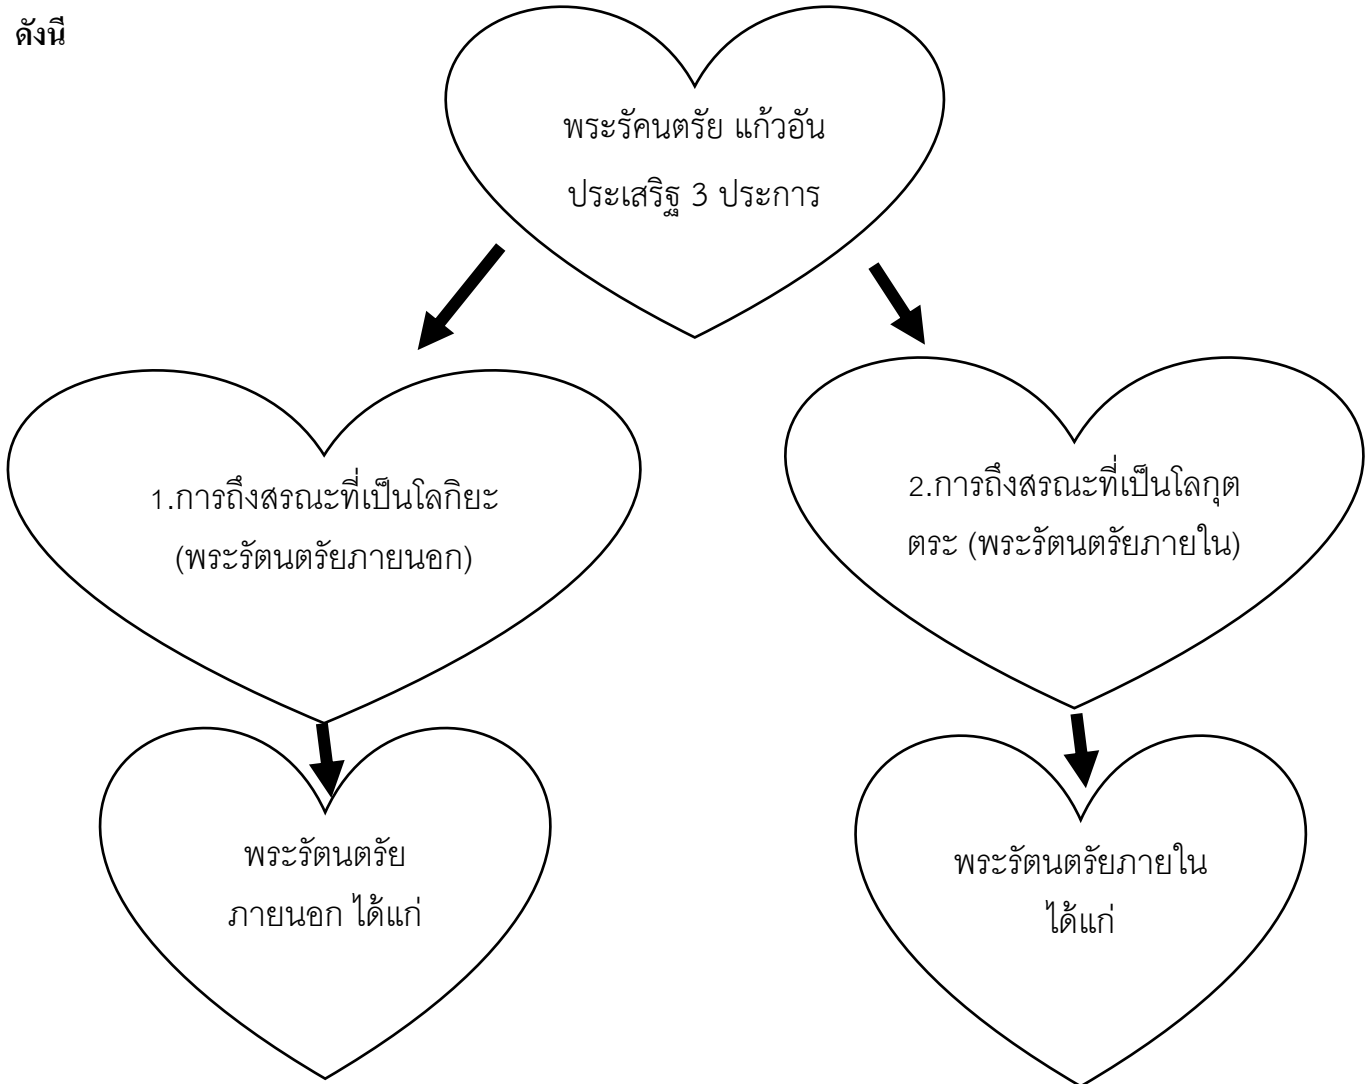 ดังนี
พระรัคนตรัย แก้วอัน
ประเสริฐ 3 ประการ
1.การถึงสรณะที่เป็นโลกิยะ
(พระรัตนตรัยภายนอก)
2.การถึงสรณะที่เป็นโลกุต
ตระ (พระรัตนตรัยภายใน)
พระรัตนตรัย
ภายนอก ได้แก่
พระรัตนตรัยภายใน
ได้แก่